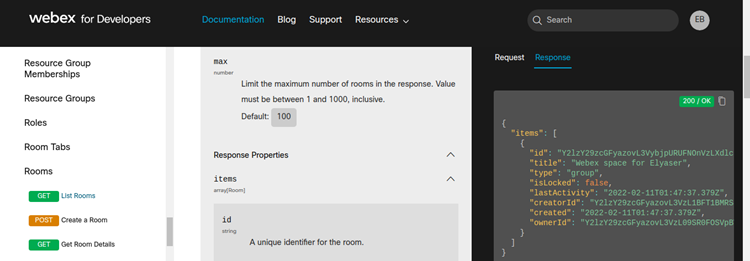 webex for Developers
Documentation
Blog
Support
Resources
Search
EB
Resource Group
Memberships
Resource Groups
Roles
Room Tabs
Rooms
GET List Rooms
POST Create a Room
GET Get Room Details
max
number
Limit the maximum number of rooms in the response. Value
must be between 1 and 1000, inclusive.
Default: 100
Response Properties
items
array[Room]
id
string
A unique identifier for the room.
Request
Response
200 / OK
{
"items": [
{
"id":
"title": "Webex space for Elyaser",
"type": "group",
"isLocked": false,
"lastActivity": "2022-02-11T01:47:37.379Z",
"creatorId":
"created": "2022-02-11T01:47:37.379Z",
"ownerId":
}
]
}